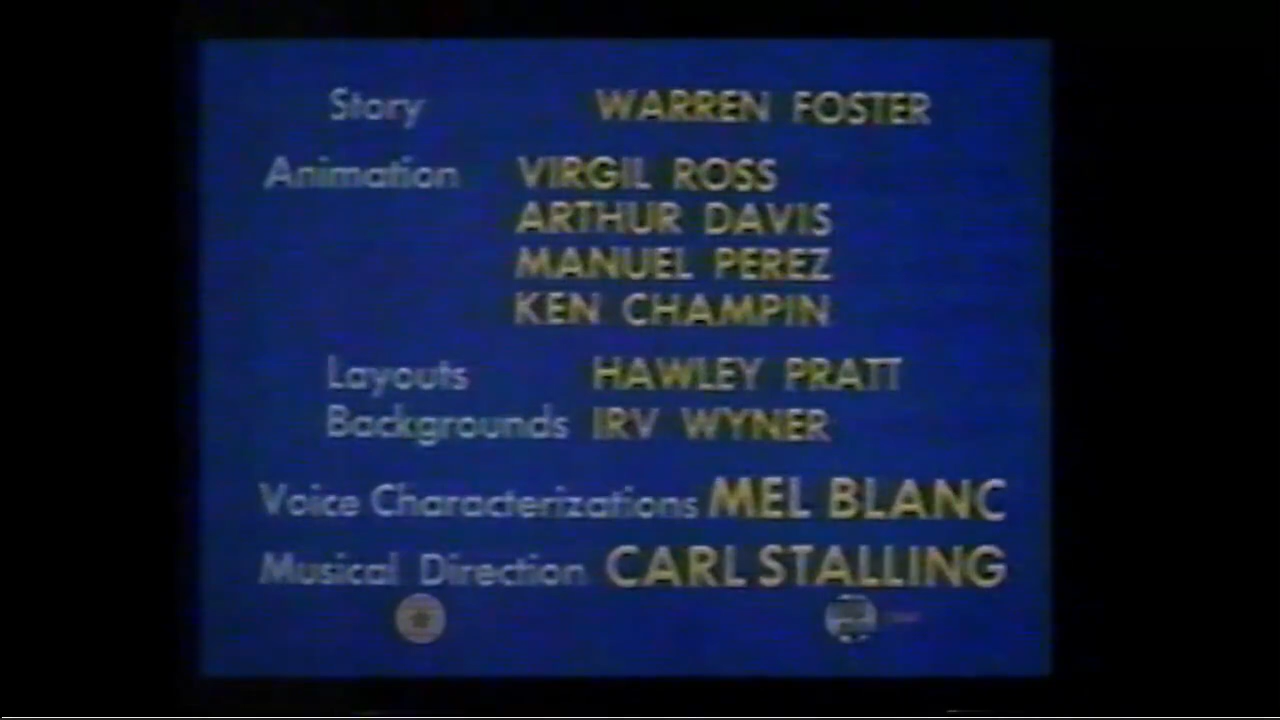 Story WARREN FOSTER
Animation VIRGIL ROSS
ARTHUR DAVIS
MANUEL PEREZ
KEN CHAMPIN
Layouts HAWLEY PRATT
Backgrounds IRV WYNER
Voice Characterizations MEL BLANC
Musical Direction CARL STALLING